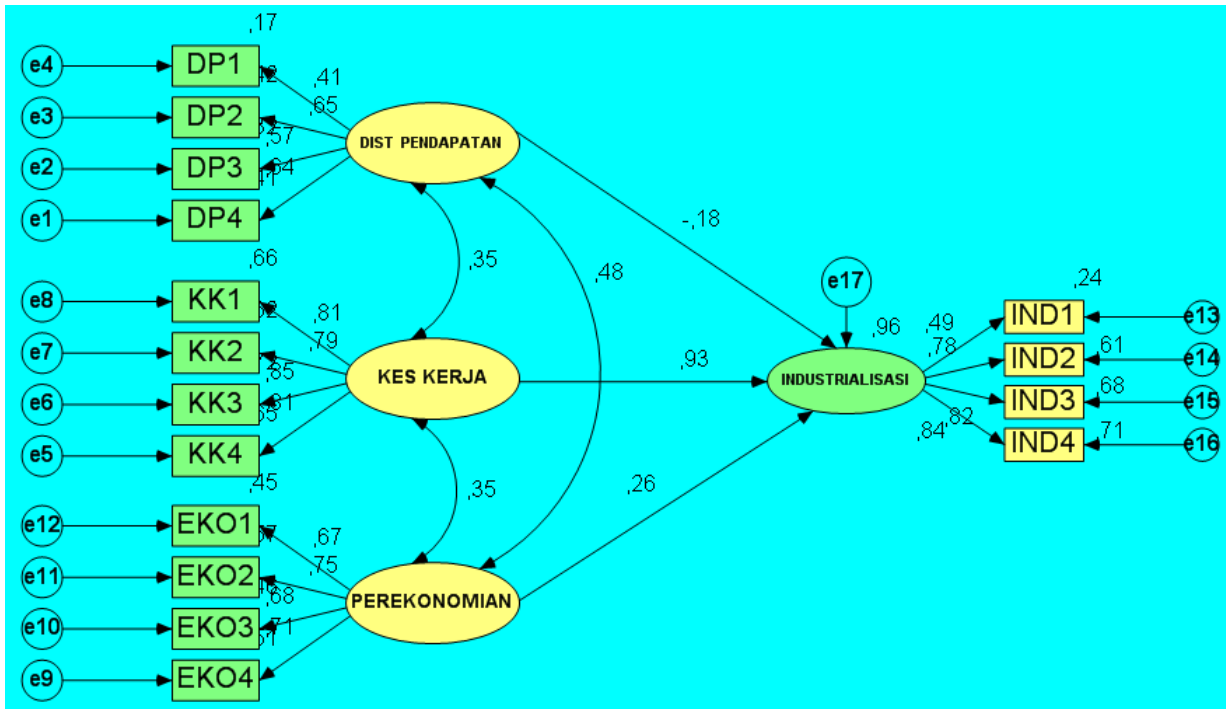 ,17
e4 DP1 ,41
e3 DP2 ,65
e2 DP3 ,57
e1 DP4 ,64
DIST PENDAPATAN
-,18
,35
,48
,66
e8 KK1 ,81
e7 KK2 ,79
e6 KK3 ,85
e5 KK4 ,81
KES KERJA
,93
,35
,26
,45
e12 EKO1 ,67
e11 EKO2 ,75
e10 EKO3 ,68
e9 EKO4 ,71
PEREKONOMIAN
e17
,96
INDUSTRIALISASI
,24
,49 IND1 e13
,78 IND2 ,61 e14
,82 IND3 ,68 e15
,84 IND4 ,71 e16